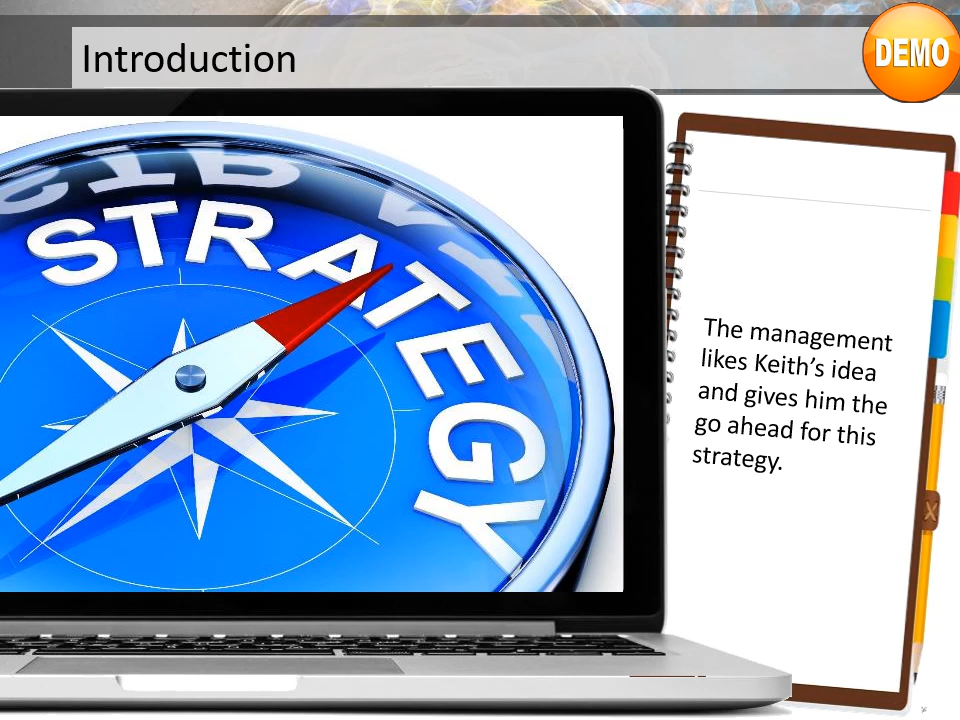 Introduction
DEMO
STRATEGY
The management
likes Keith’s idea
and gives him the
go ahead for this
strategy.